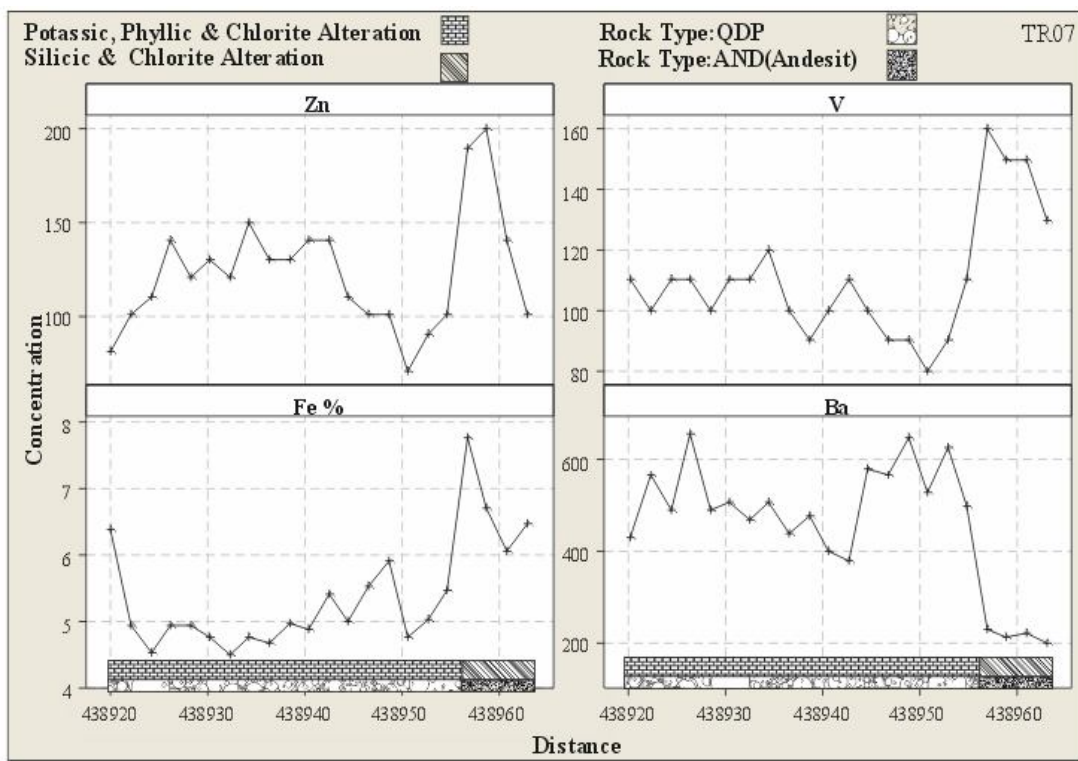 Potassic, Phyllic & Chlorite Alteration
Silicic & Chlorite Alteration
Rock Type:QDP
Rock Type:AND(Andesit)
TR07
Zn
V
200
150
100
160
140
120
100
80
Fe %
Ba
8
7
6
5
4
600
400
200
Concentration
438920 438930 438940 438950 438960
438920 438930 438940 438950 438960
Distance